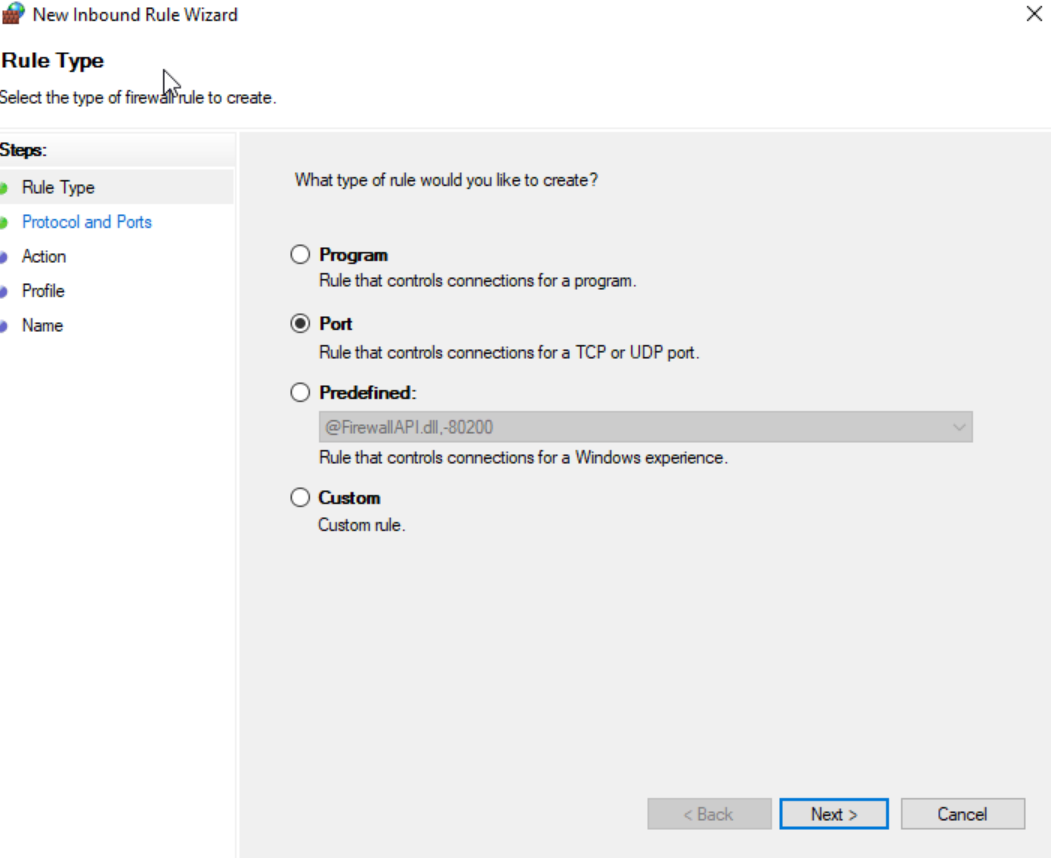 New Inbound Rule Wizard
Rule Type
Select the type of firewall rule to create.
Steps:
Rule Type
Protocol and Ports
Action
Profile
Name
What type of rule would you like to create?
Program
Rule that controls connections for a program.
Port
Rule that controls connections for a TCP or UDP port.
Predefined:
@FirewallAPI.dll,-80200
Rule that controls connections for a Windows experience.
Custom
Custom rule.
< Back
Next >
Cancel